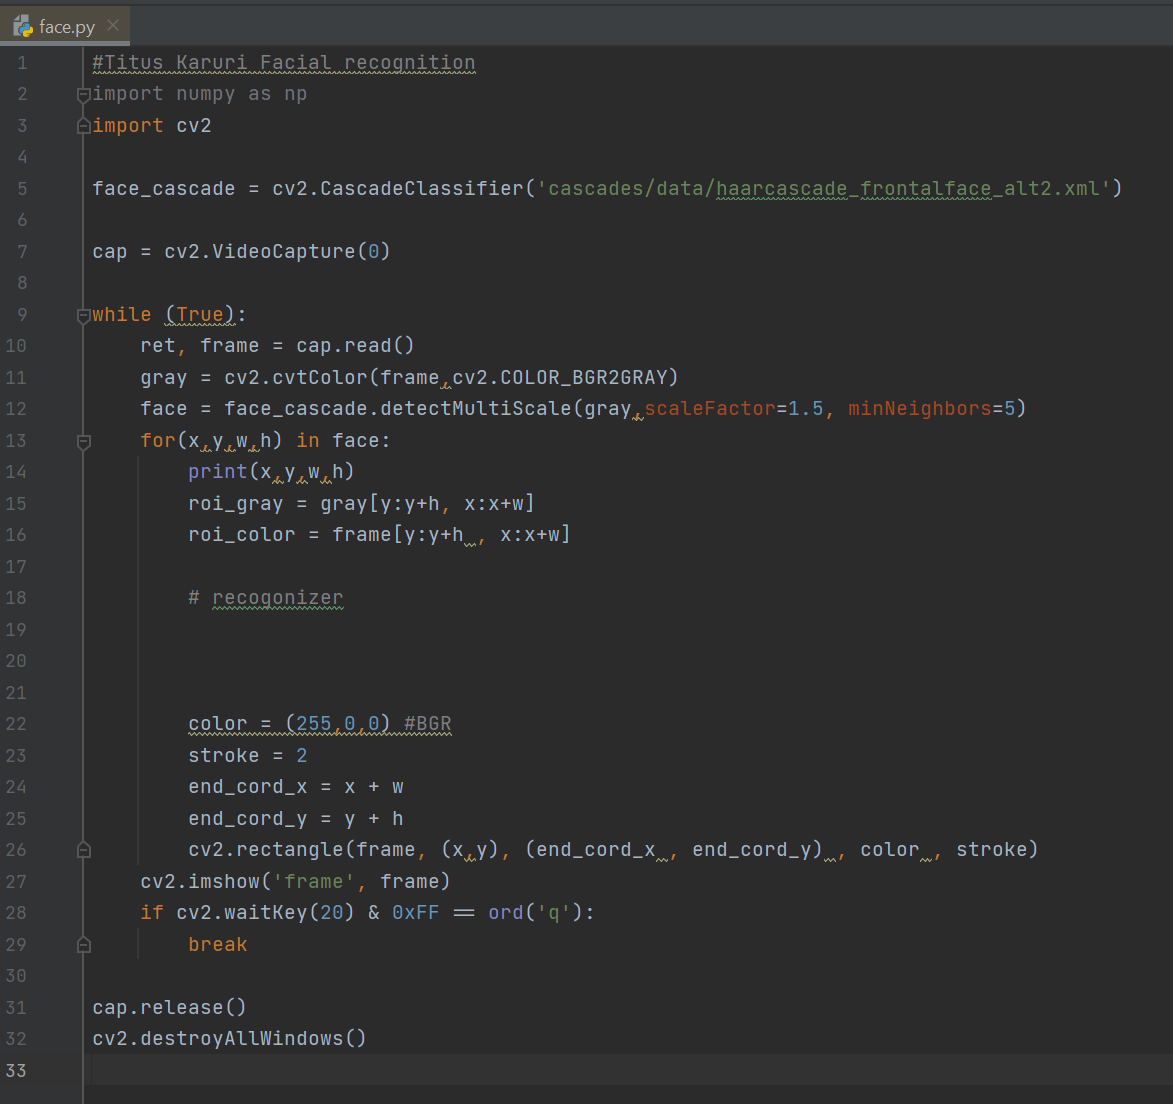 face.py
1 #Titus Karuri Facial recognition
2 import numpy as np
3 import cv2
4
5 face_cascade = cv2.CascadeClassifier('cascades/data/haarcascade_frontalface_alt2.xml')
6
7 cap = cv2.VideoCapture(0)
8
9 while (True):
10     ret, frame = cap.read()
11     gray = cv2.cvtColor(frame,cv2.COLOR_BGR2GRAY)
12     face = face_cascade.detectMultiScale(gray,scaleFactor=1.5, minNeighbors=5)
13     for(x,y,w,h) in face:
14         print(x,y,w,h)
15         roi_gray = gray[y:y+h, x:x+w]
16         roi_color = frame[y:y+h , x:x+w]
17
18         # recogonizer
19
20
21
22         color = (255,0,0) #BGR
23         stroke = 2
24         end_cord_x = x + w
25         end_cord_y = y + h
26         cv2.rectangle(frame, (x,y), (end_cord_x , end_cord_y) , color , stroke)
27     cv2.imshow('frame', frame)
28     if cv2.waitKey(20) & 0xFF == ord('q'):
29         break
30
31 cap.release()
32 cv2.destroyAllWindows()
33